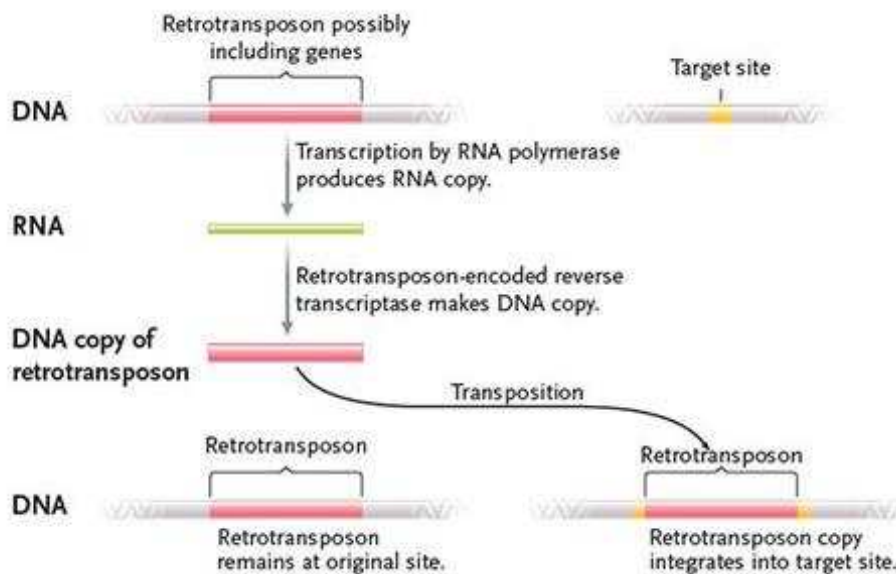 Retrotransposon possibly
including genes
Target site
DNA
Transcription by RNA polymerase
produces RNA copy.
RNA
Retrotransposon-encoded reverse
transcriptase makes DNA copy.
DNA copy of
retrotransposon
Transposition
Retrotransposon
Retrotransposon
DNA
Retrotransposon
remains at original site.
Retrotransposon copy
integrates into target site.